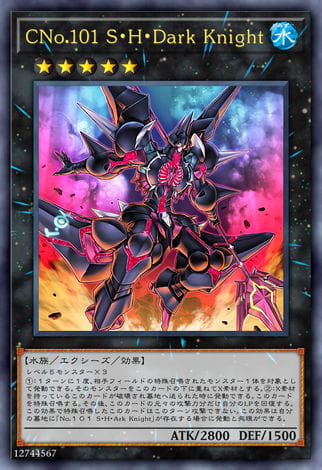 CNo.101 S•H•Dark Knight
水
【水族／エクシーズ／効果】
レベル5モンスター×3
①:1ターンに1度、相手フィールドの特殊召喚されたモンスター1体を対象とし
て発動できる。そのモンスターをこのカードの下に重ねてX素材とする。②:X素材
を持っているこのカードが破壊され墓地へ送られた時に発動できる。このカード
を特殊召喚する。その後、このカードの元々の攻撃力分だけ自分のLPを回復する。
この効果で特殊召喚したこのカードはこのターン攻撃できない。この効果は自分
の墓地に「No.101 S•H•Ark Knight」が存在する場合に発動と処理ができる。
ATK/2800 DEF/1500
12744567